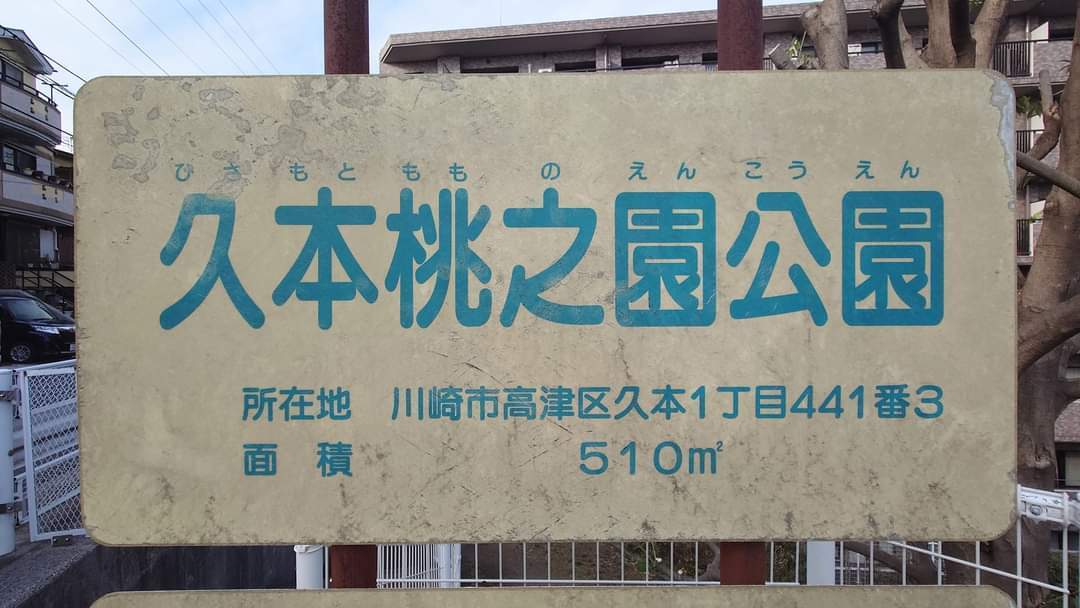 ひさ もと もも の えん こう えん
久本桃之園公園
所在地 川崎市高津区久本1丁目441番3
面 積 510㎡